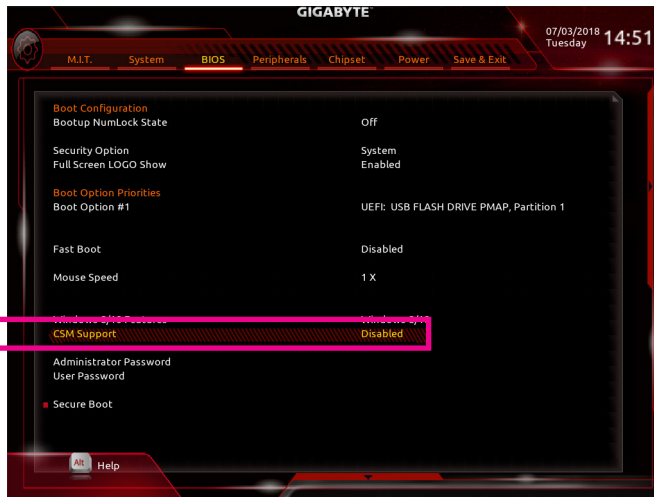 GIGABYTE
07/03/2018 14:51
Tuesday
M.I.T. System BIOS Peripherals Chipset Power Save & Exit
Boot Configuration
Bootup NumLock State Off
Security Option System
Full Screen LOGO Show Enabled
Boot Option Priorities
Boot Option #1 UEFI: USB FLASH DRIVE PMAP, Partition 1
Fast Boot Disabled
Mouse Speed 1 X
CSM Support Disabled
Administrator Password
User Password
Secure Boot
Alt Help